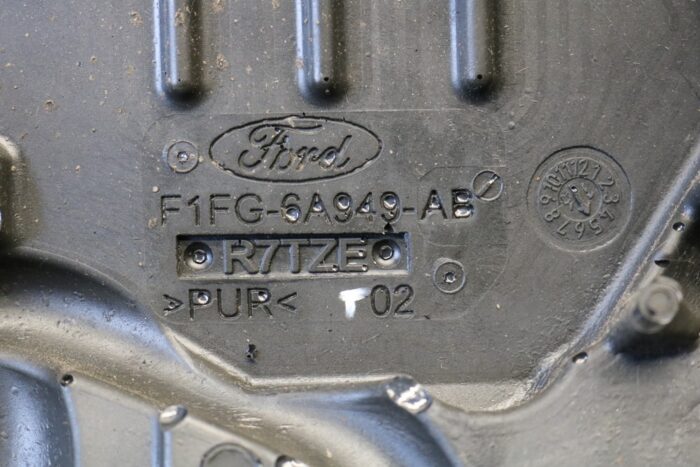 Ford
F1FG-6A949-AB
R7TZE
>PUR<
02